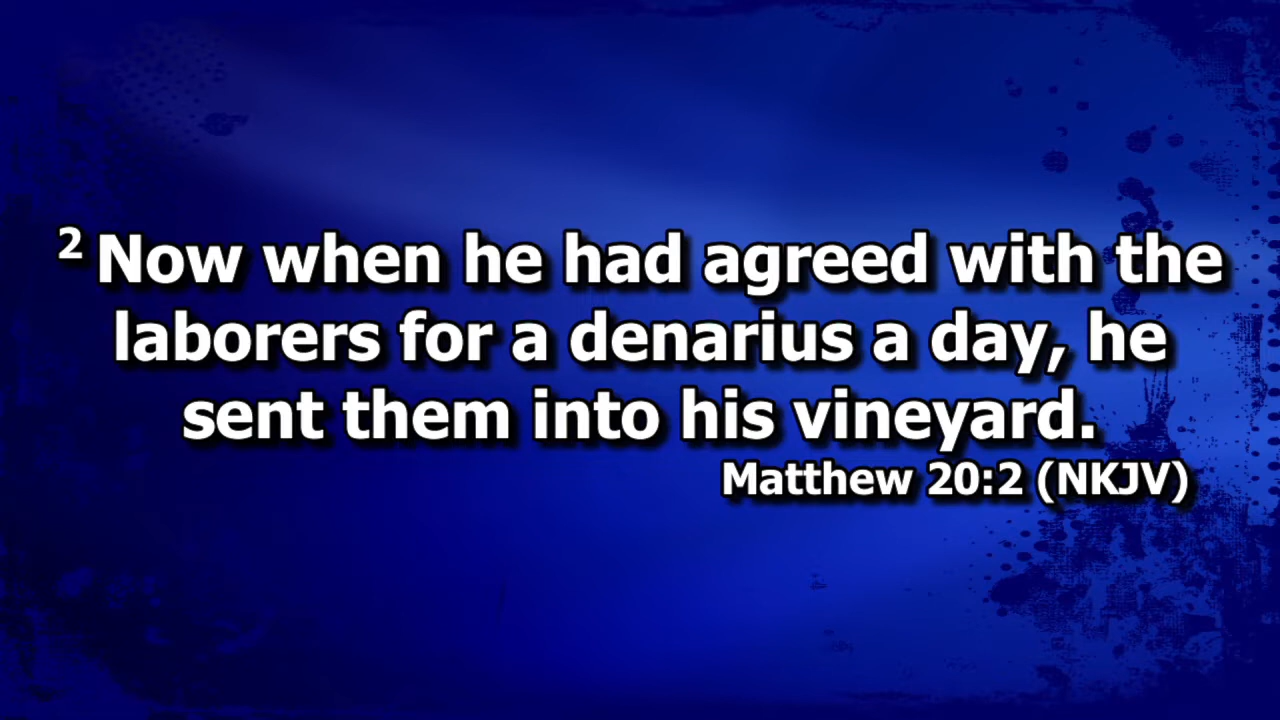 2 Now when he had agreed with the
laborers for a denarius a day, he
sent them into his vineyard.
Matthew 20:2 (NKJV)